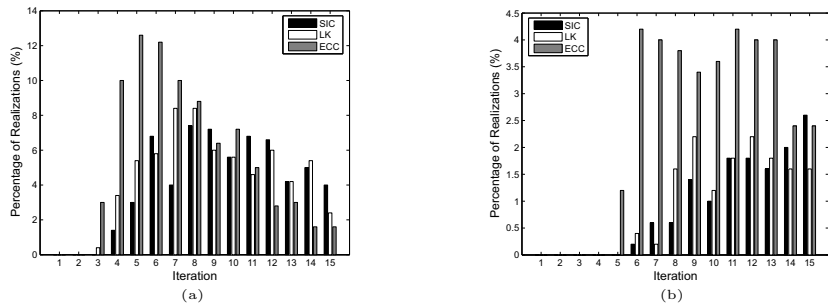 14
12
10
8
6
4
2
0
Percentage of Realizations (%)
SIC
LK
ECC
1 2 3 4 5 6 7 8 9 10 11 12 13 14 15
Iteration
(a)
4.5
4
3.5
3
2.5
2
1.5
1
0.5
0
Percentage of Realizations (%)
SIC
LK
ECC
1 2 3 4 5 6 7 8 9 10 11 12 13 14 15
Iteration
(b)